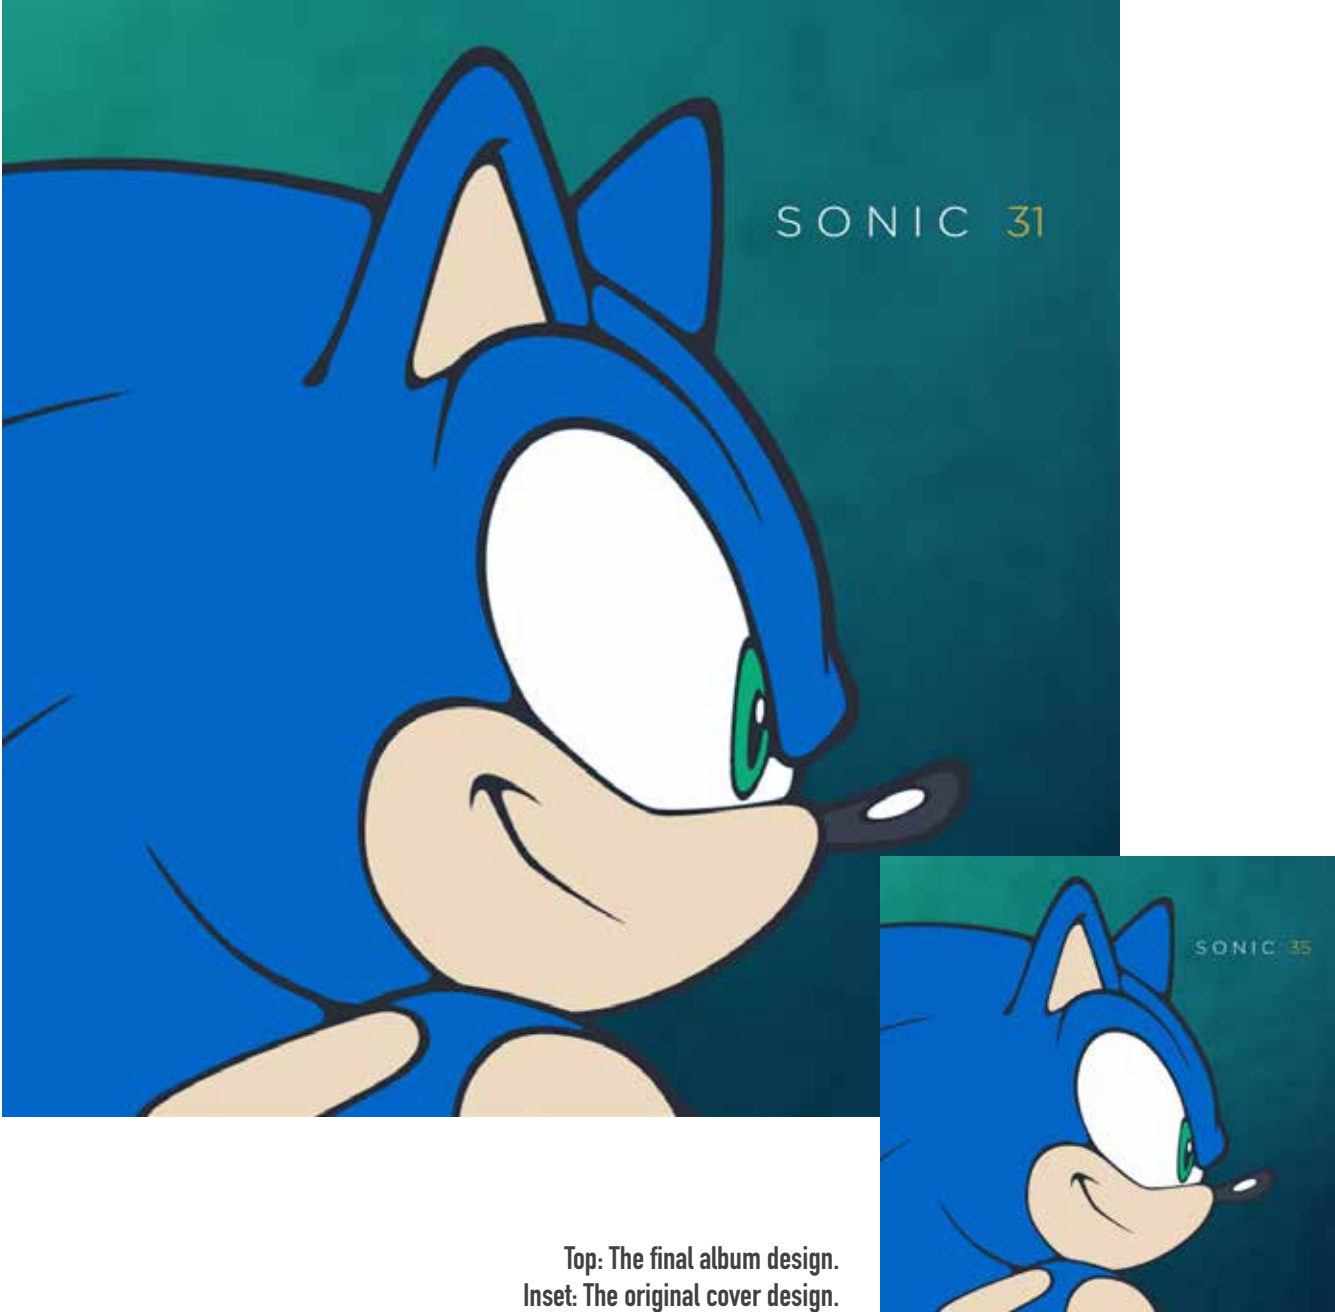 SONIC 31
SONIC 35
Top: The final album design.
Inset: The original cover design.